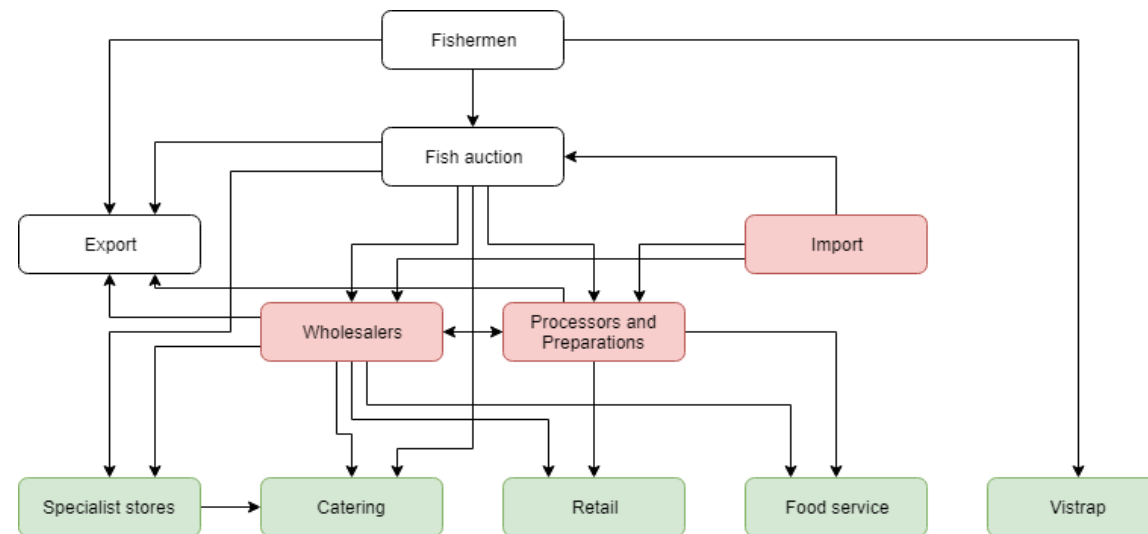 Fishermen
Fish auction
Export
Import
Wholesalers
Processors and
Preparations
Specialist stores
Catering
Retail
Food service
Vistrap